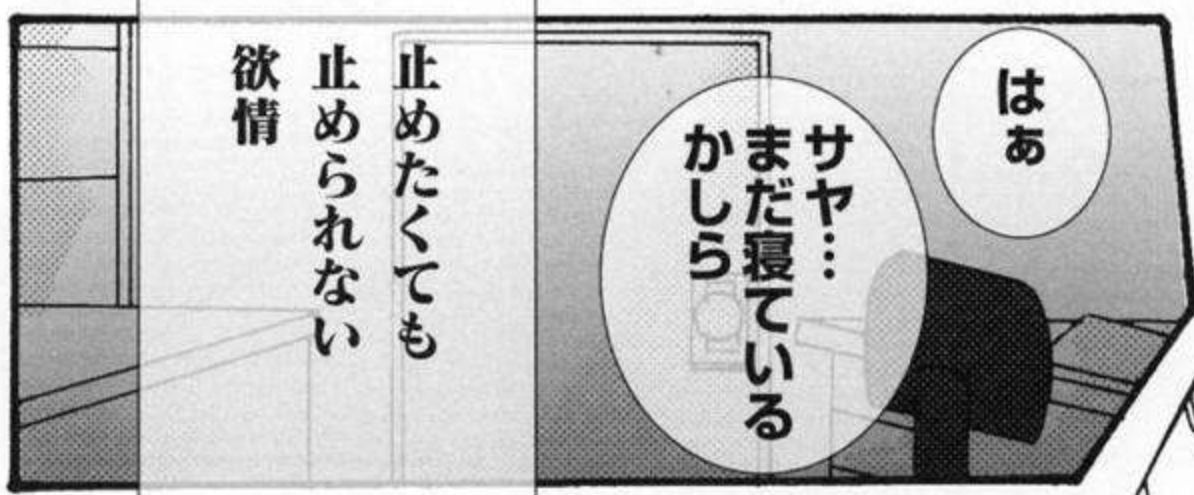 はぁ
サヤ…
まだ寝ている
かしら
止めたくても
止められない
欲情